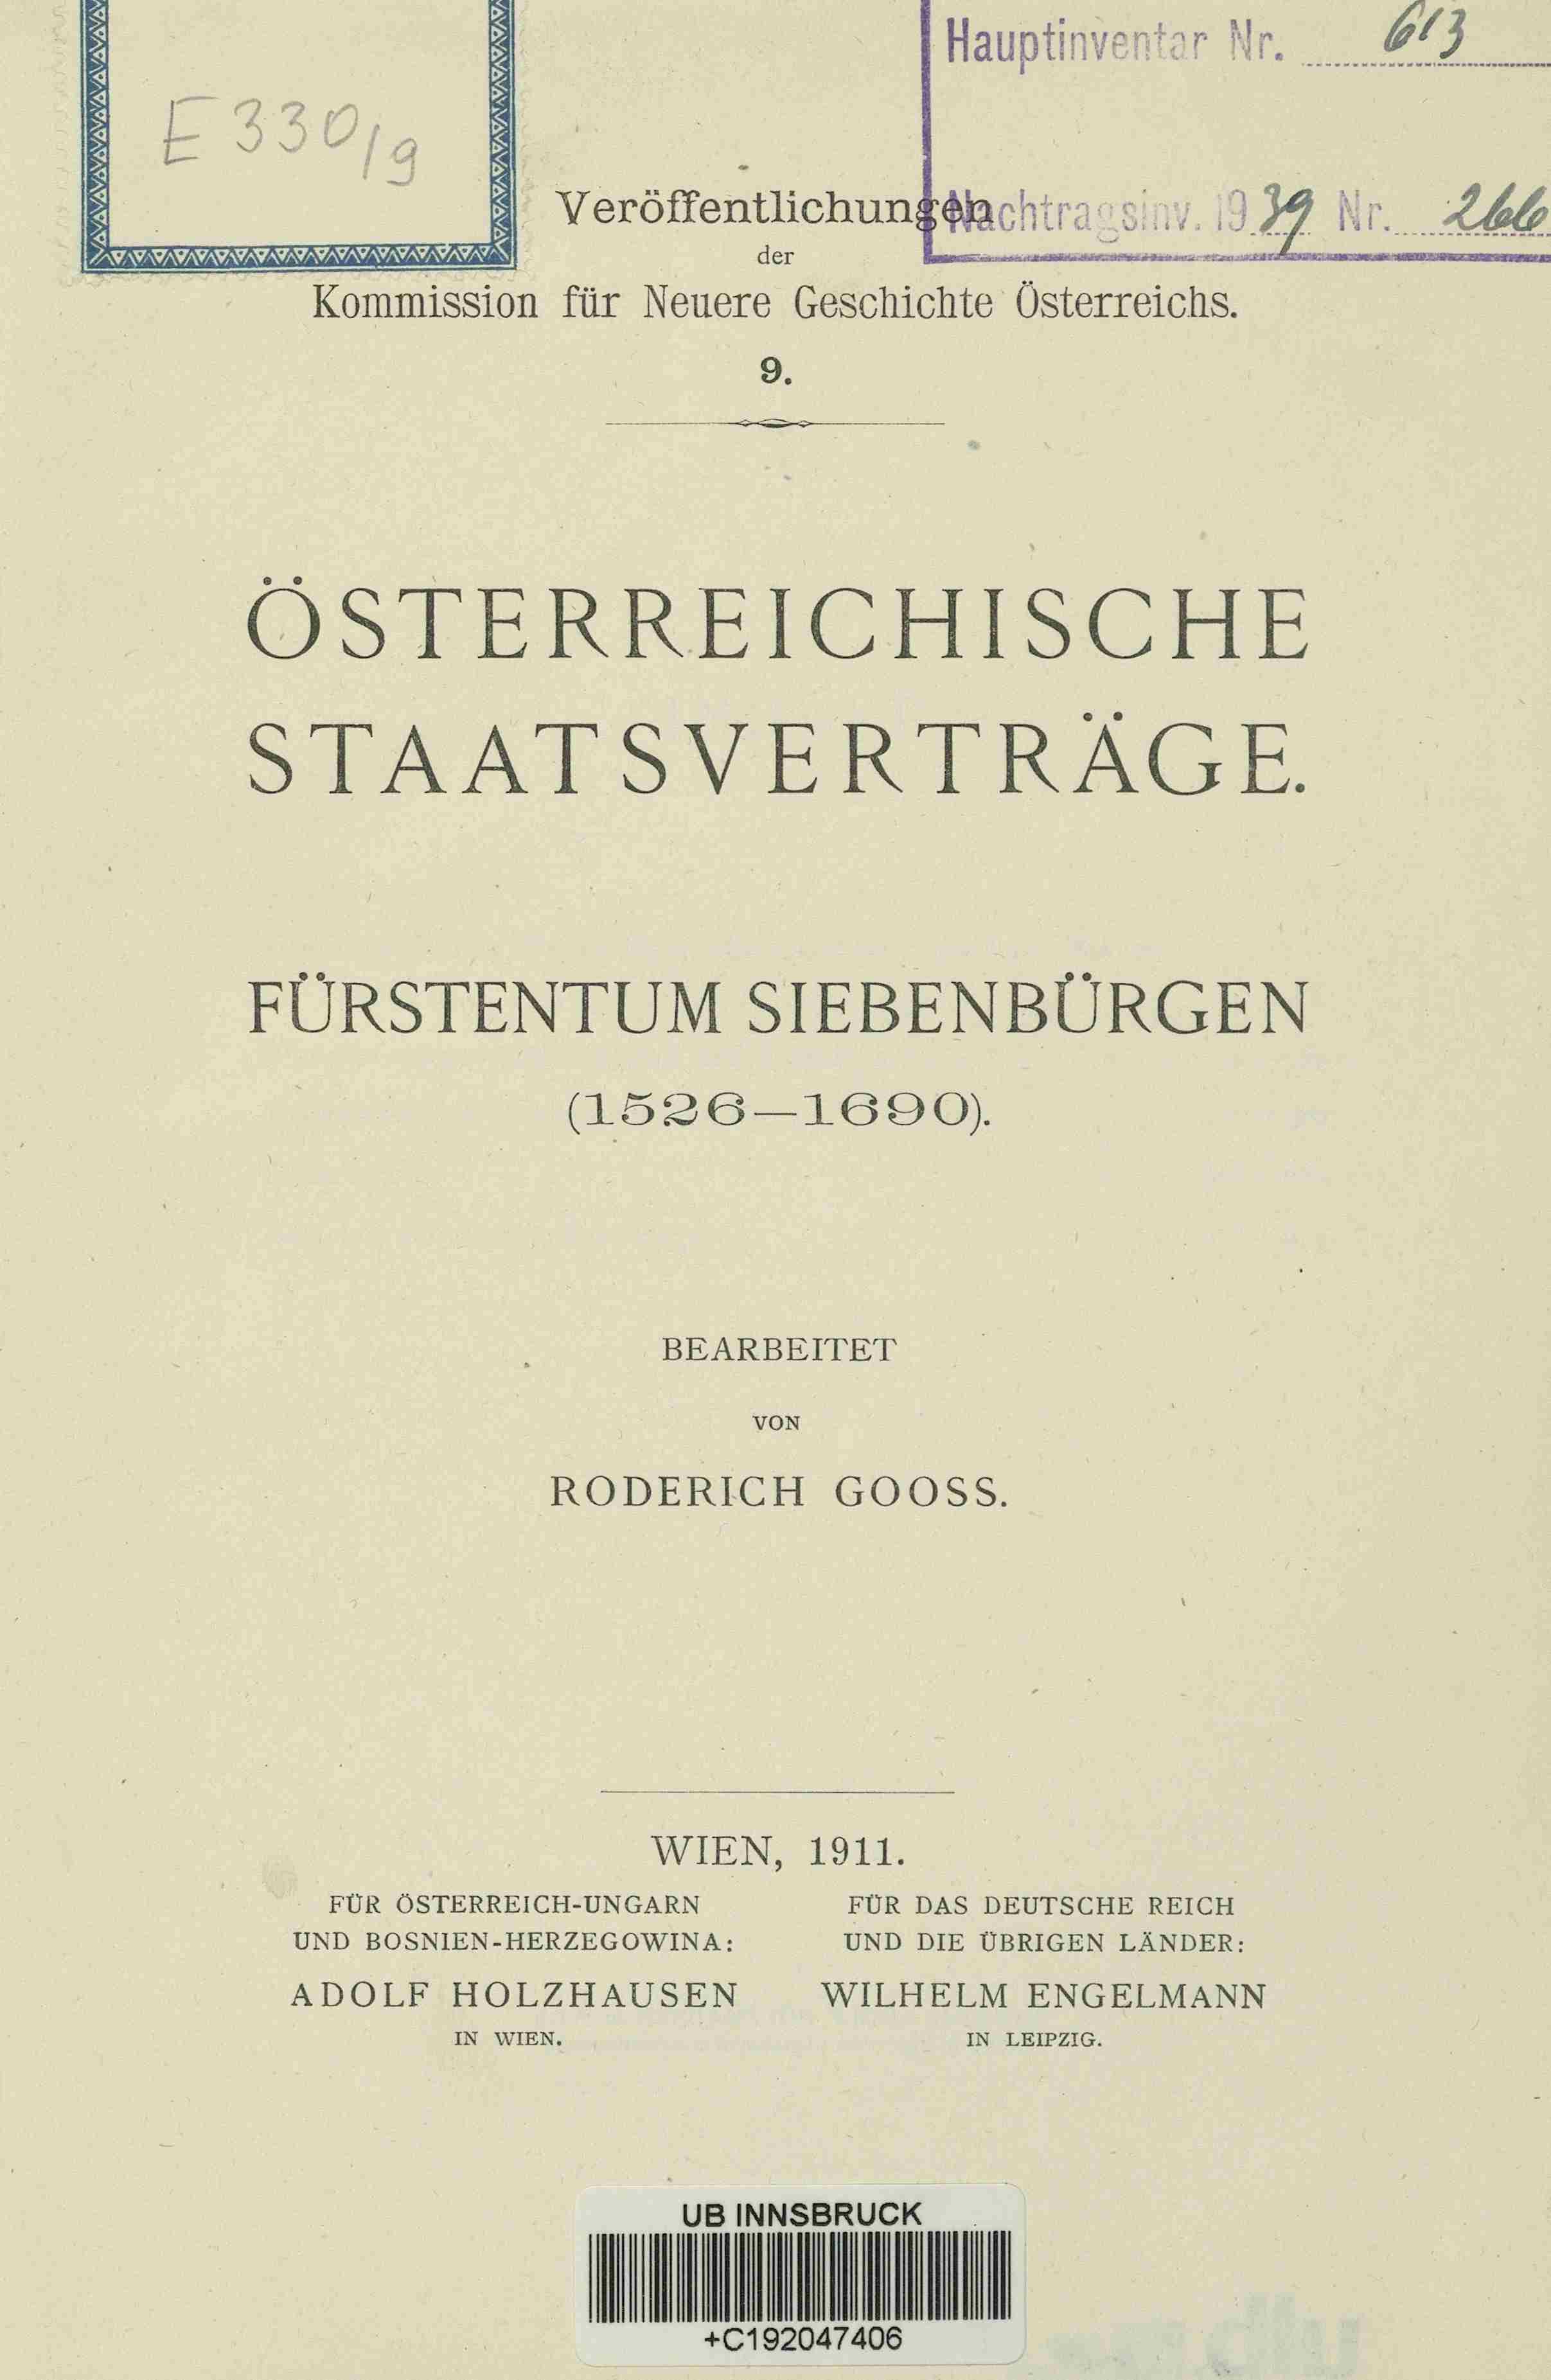 Hauptinventar Nr. 613
E 330/9
Nachtragsinv. 1939 Nr. 266
Veröffentlichungen
der
Kommission für Neuere Geschichte Österreichs.
9.
ÖSTERREICHISCHE
STAATSVERTRÄGE.
FÜRSTENTUM SIEBENBÜRGEN
(1526–1690).
BEARBEITET
VON
RODERICH GOOSS.
WIEN, 1911.
FÜR ÖSTERREICH-UNGARN
UND BOSNIEN-HERZEGOWINA:
ADOLF HOLZHAUSEN
IN WIEN.
FÜR DAS DEUTSCHE REICH
UND DIE ÜBRIGEN LÄNDER:
WILHELM ENGELMANN
IN LEIPZIG.
UB INNSBRUCK
+C192047406